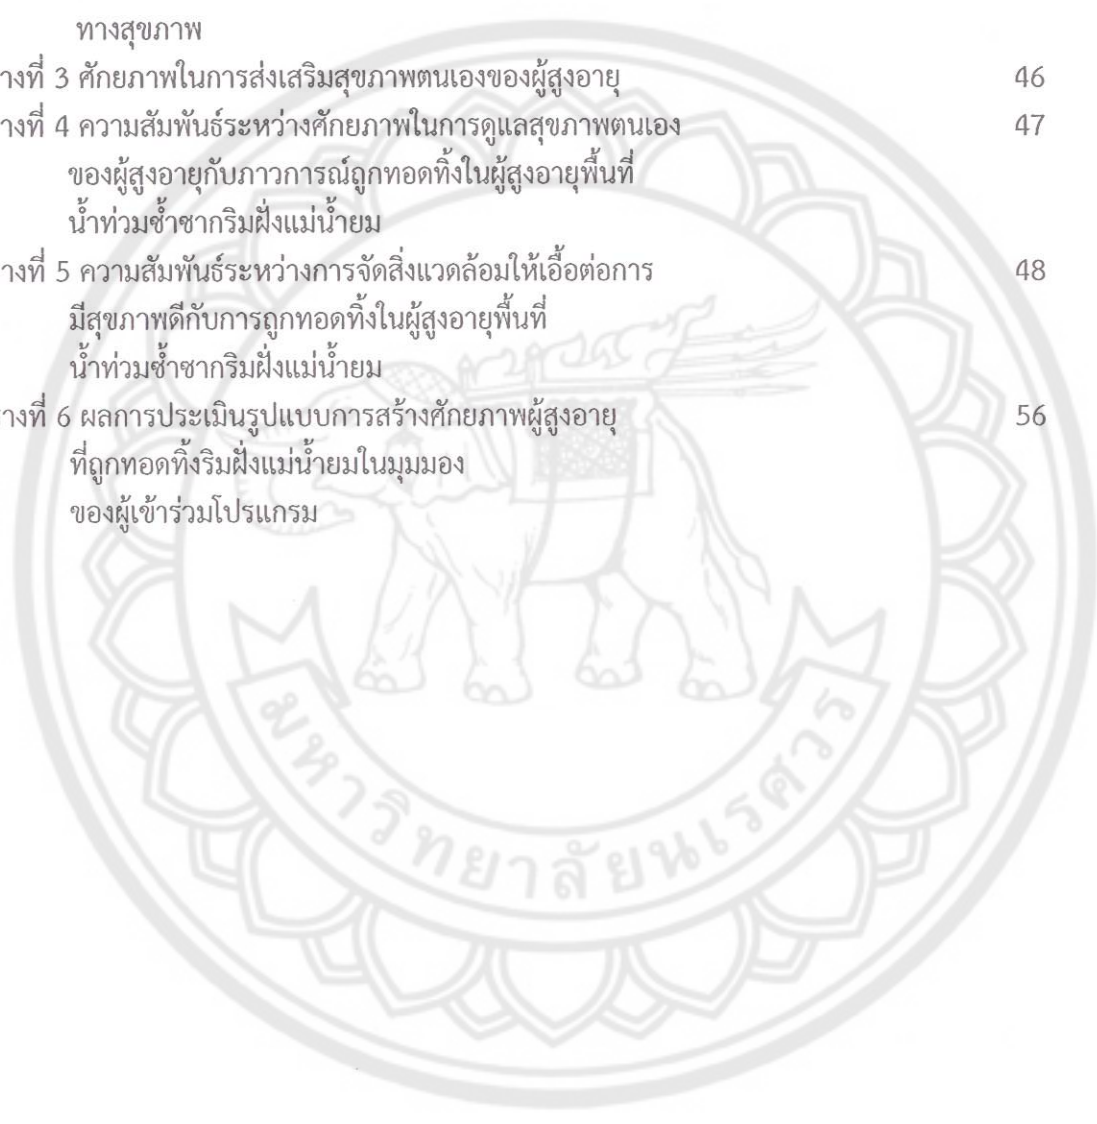 ทางสุขภาพ
างที่ 3 ศักยภาพในการส่งเสริมสุขภาพตนเองของผู้สูงอายุ 46
างที่ 4 ความสัมพันธ์ระหว่างศักยภาพในการดูแลสุขภาพตนเอง 47
ของผู้สูงอายุกับภาวการณ์ถูกทอดทิ้งในผู้สูงอายุพื้นที่
น้ำท่วมซ้ำซากริมฝั่งแม่น้ำยม
างที่ 5 ความสัมพันธ์ระหว่างการจัดสิ่งแวดล้อมให้เอื้อต่อการ 48
มีสุขภาพดีกับการถูกทอดทิ้งในผู้สูงอายุพื้นที่
น้ำท่วมซ้ำซากริมฝั่งแม่น้ำยม
างที่ 6 ผลการประเมินรูปแบบการสร้างศักยภาพผู้สูงอายุ 56
ที่ถูกทอดทิ้งริมฝั่งแม่น้ำยมในมุมมอง
ของผู้เข้าร่วมโปรแกรม
มหาวิทยาลัยนเรศวร